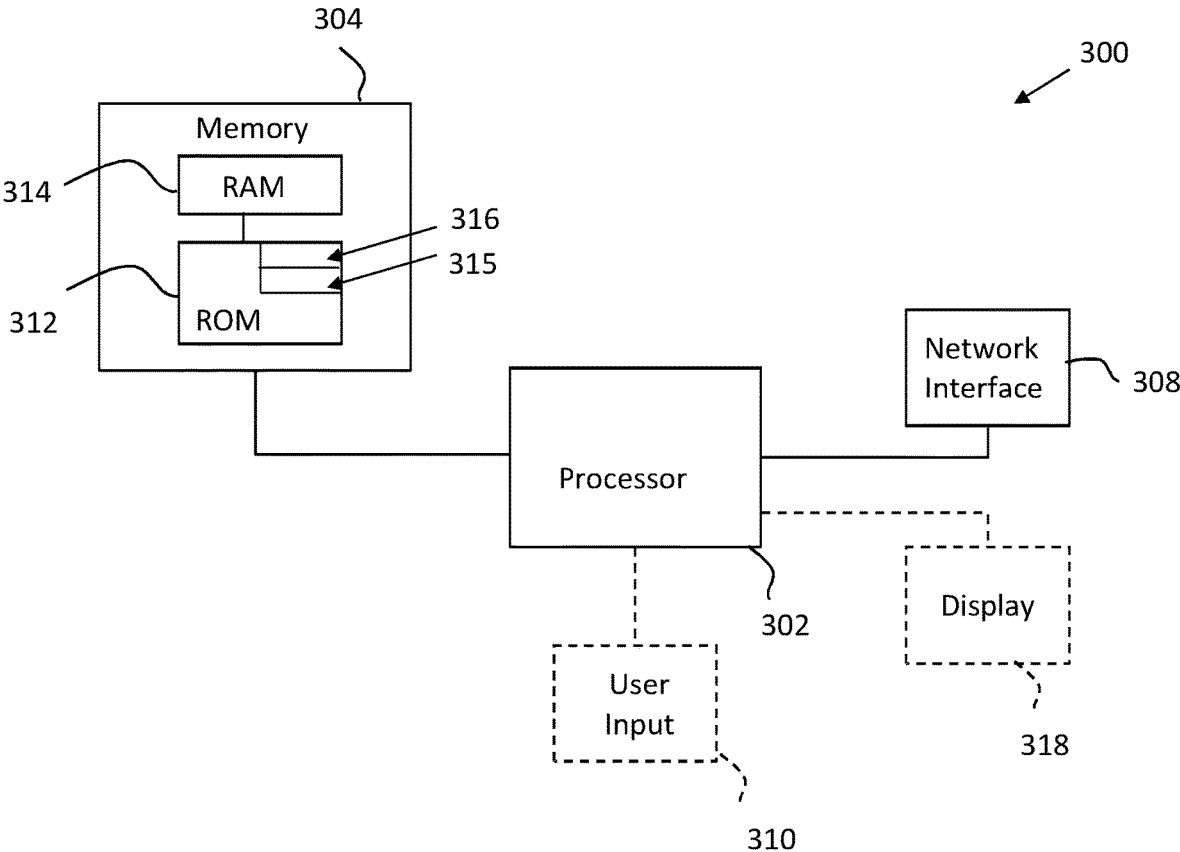 304
300
Memory
314
RAM
316
315
312
ROM
Network
Interface
308
Processor
302
Display
User
Input
318
310